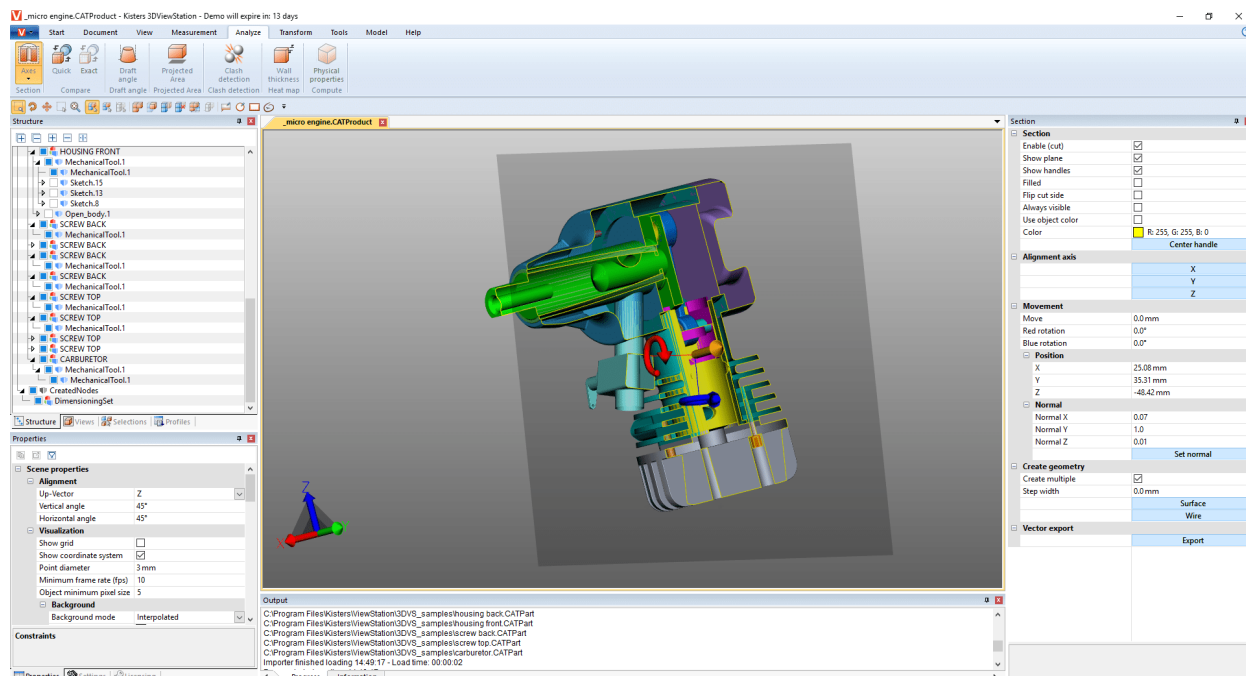 _micro engine.CATProduct - Kisters 3DViewStation - Demo will expire in: 13 days
Start Document View Measurement Analyze Transform Tools Model Help
Axes Quick Exact Draft angle Projected Area Clash detection Wall thickness Physical properties
Section Compare Draft angle Projected Area Clash detection Heat map Compute
Structure
HOUSING FRONT
MechanicalTool.1
MechanicalTool.1
Sketch.15
Sketch.13
Sketch.8
Open_body.1
SCREW BACK
MechanicalTool.1
SCREW BACK
SCREW BACK
MechanicalTool.1
SCREW BACK
MechanicalTool.1
SCREW TOP
MechanicalTool.1
SCREW TOP
MechanicalTool.1
SCREW TOP
SCREW TOP
CARBURETOR
MechanicalTool.1
MechanicalTool.1
CreatedNodes
DimensioningSet
Structure Views Selections Profiles
Properties
Scene properties
Alignment
Up-Vector Z
Vertical angle 45°
Horizontal angle 45°
Visualization
Show grid
Show coordinate system
Point diameter 3 mm
Minimum frame rate (fps) 10
Object minimum pixel size 5
Background
Background mode Interpolated
Constraints
Properties Settings Licensing
_micro engine.CATProduct
Z
X
Output
C:\Program Files\Kisters\ViewStation\3DVS_samples\housing back.CATPart
C:\Program Files\Kisters\ViewStation\3DVS_samples\housing front.CATPart
C:\Program Files\Kisters\ViewStation\3DVS_samples\screw back.CATPart
C:\Program Files\Kisters\ViewStation\3DVS_samples\screw top.CATPart
C:\Program Files\Kisters\ViewStation\3DVS_samples\carburetor.CATPart
Importer finished loading 14:49:17 - Load time: 00:00:02
Progress Information
Section
Section
Enable (cut)
Show plane
Show handles
Filled
Flip cut side
Always visible
Use object color
Color R: 255, G: 255, B: 0
Center handle
Alignment axis
X
Y
Z
Movement
Move 0.0 mm
Red rotation 0.0°
Blue rotation 0.0°
Position
X 25.08 mm
Y 35.31 mm
Z -48.42 mm
Normal
Normal X 0.07
Normal Y 1.0
Normal Z 0.01
Set normal
Create geometry
Create multiple
Step width 0.0 mm
Surface
Wire
Vector export
Export